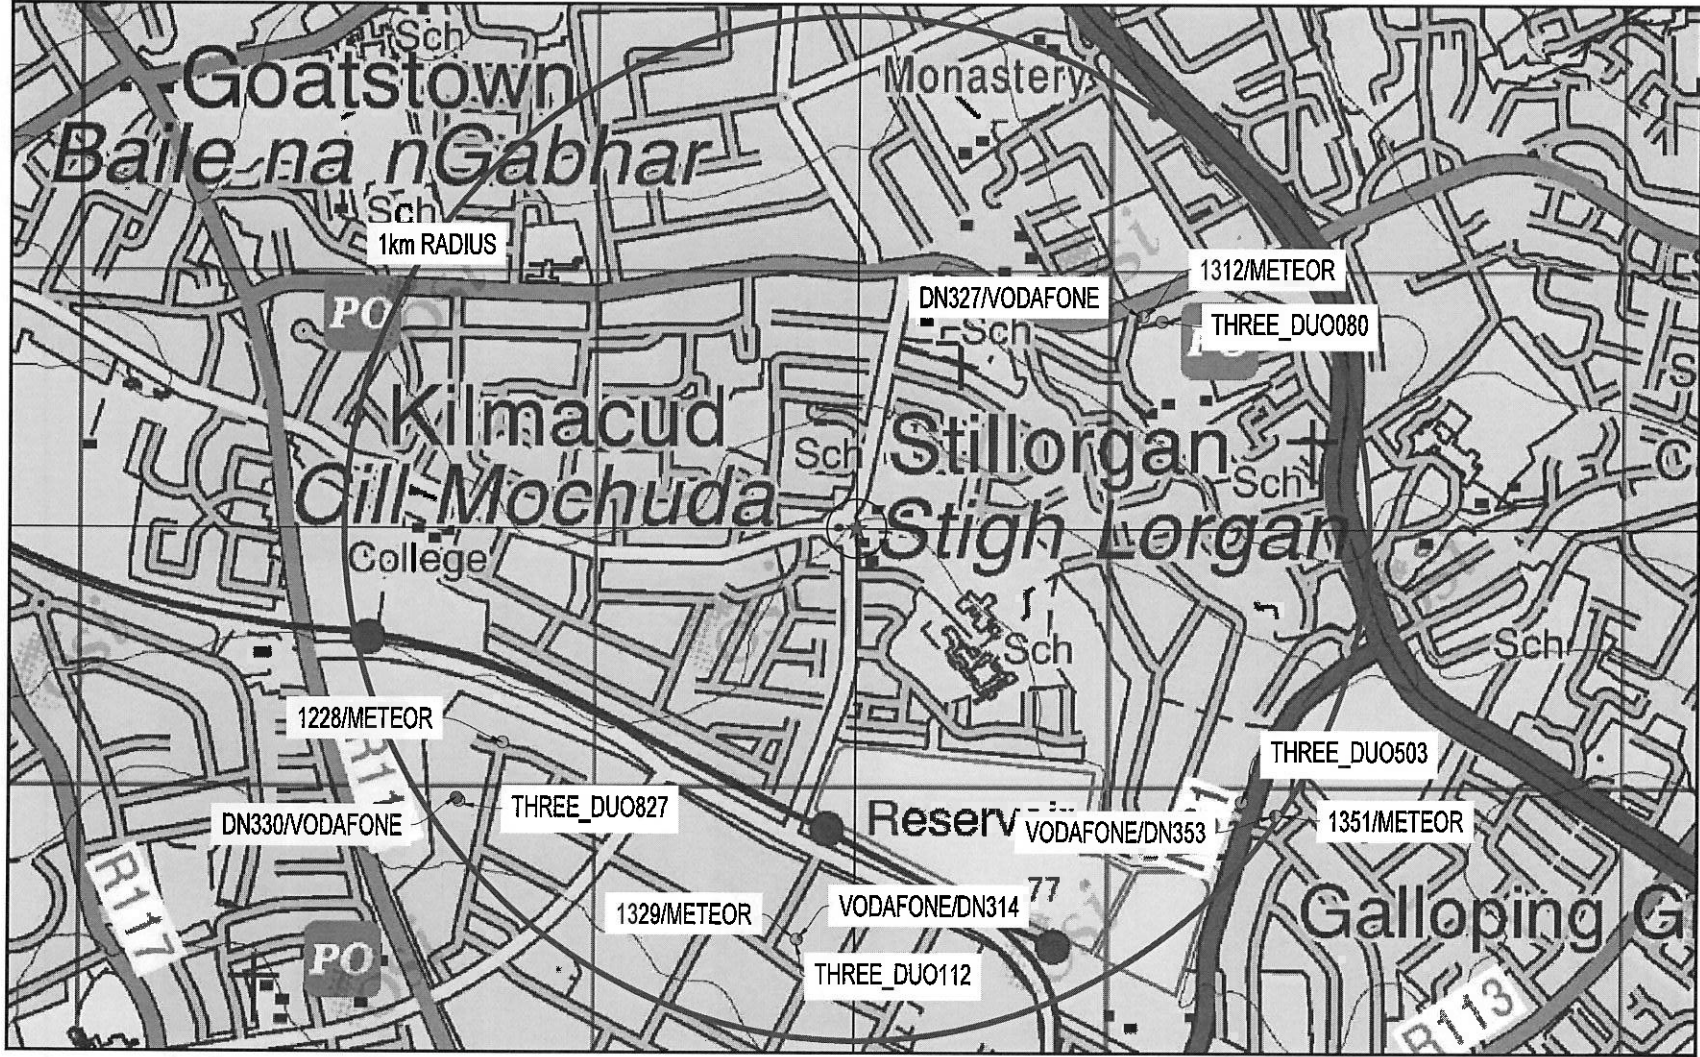 Sch
Goatstown
Monastery
Baile na nGabhar
Sch
1km RADIUS
1312/METEOR
DN327/VODAFONE
PO
THREE_DUO080
Sch
S
Kilmacud
Sch
Stillorgan
Sch
C
Cill Mochuda
Stigh Lorgan
College
Sch
Sch
1228/METEOR
THREE_DUO503
DN330/VODAFONE
THREE_DUO827
VODAFONE/DN353
1351/METEOR
R117
77
1329/METEOR
VODAFONE/DN314
Galloping G
PO
THREE_DUO112
R113